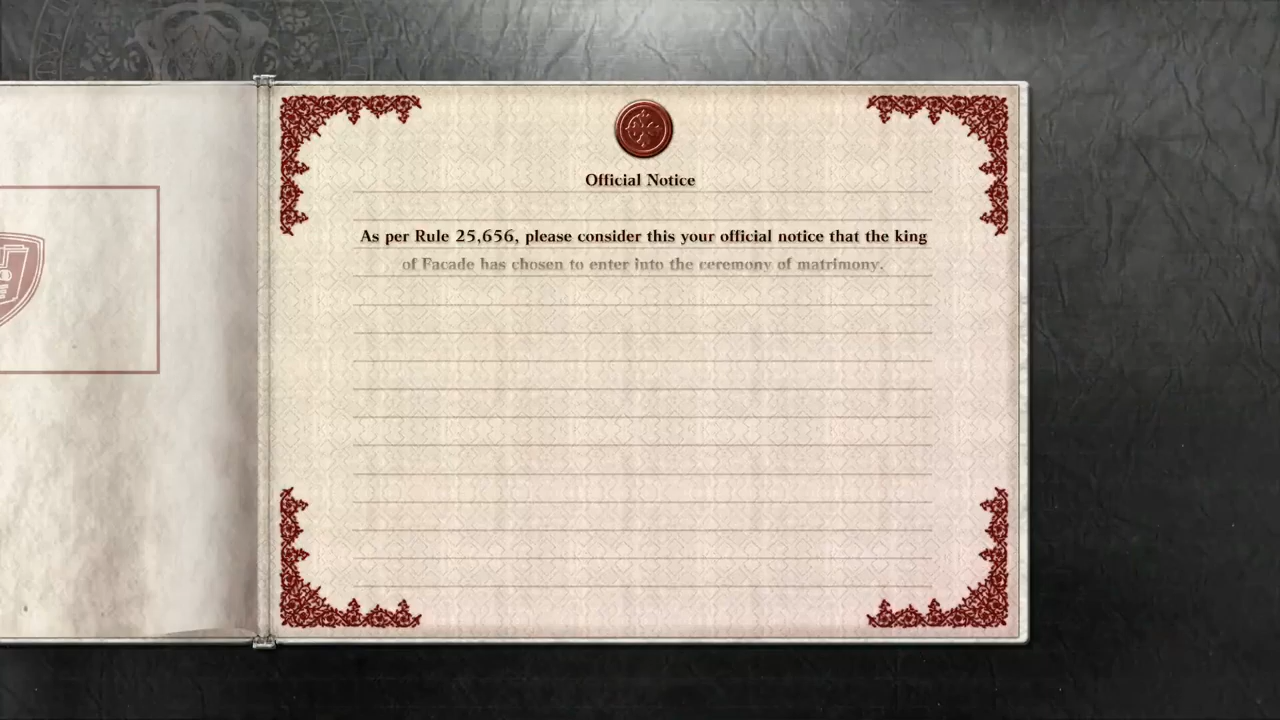 Official Notice
As per Rule 25,656, please consider this your official notice that the king
of Facade has chosen to enter into the ceremony of matrimony.